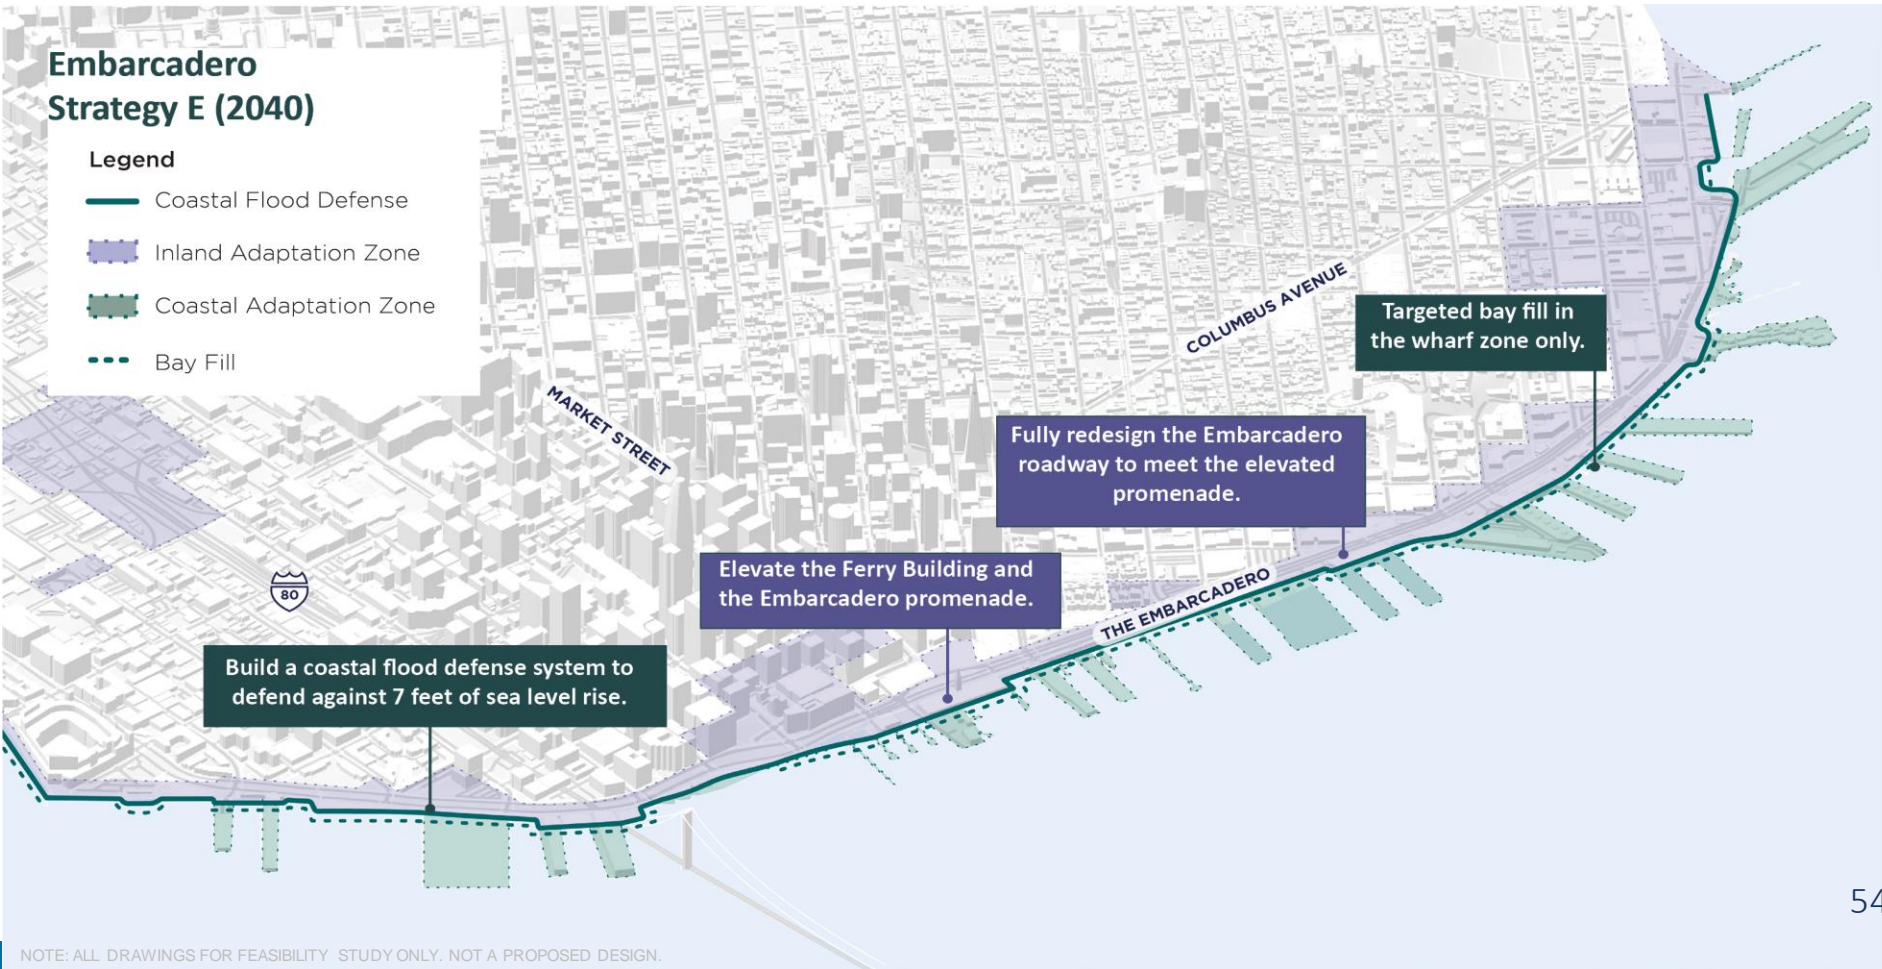 Embarcadero
Strategy E (2040)
Legend
Coastal Flood Defense
Inland Adaptation Zone
Coastal Adaptation Zone
Bay Fill
COLUMBUS AVENUE
Targeted bay fill in
the wharf zone only.
MARKET STREET
Fully redesign the Embarcadero
roadway to meet the elevated
promenade.
Elevate the Ferry Building and
the Embarcadero promenade.
THE EMBARCADERO
80
Build a coastal flood defense system to
defend against 7 feet of sea level rise.
54
NOTE: ALL DRAWINGS FOR FEASIBILITY STUDY ONLY. NOT A PROPOSED DESIGN.